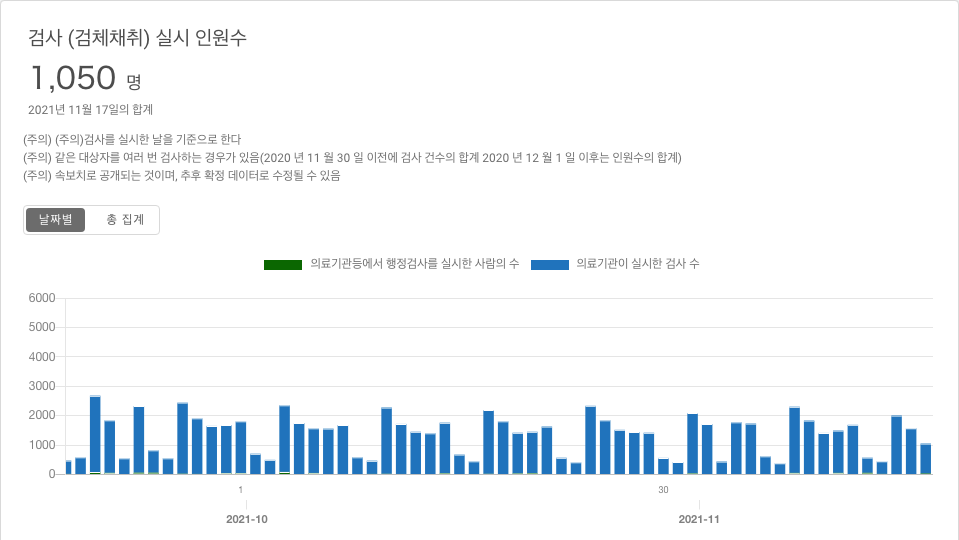 검사 (검체채취) 실시 인원수
1,050 명
2021년 11월 17일의 합계
(주의) (주의)검사를 실시한 날을 기준으로 한다
(주의) 같은 대상자를 여러 번 검사하는 경우가 있음(2020 년 11 월 30 일 이전에 검사 건수의 합계 2020 년 12 월 1 일 이후는 인원수의 합계)
(주의) 속보치로 공개되는 것이며, 추후 확정 데이터로 수정될 수 있음
날짜별 총 집계
의료기관등에서 행정검사를 실시한 사람의 수 의료기관이 실시한 검사 수
6000
5000
4000
3000
2000
1000
0
1 30
2021-10 2021-11